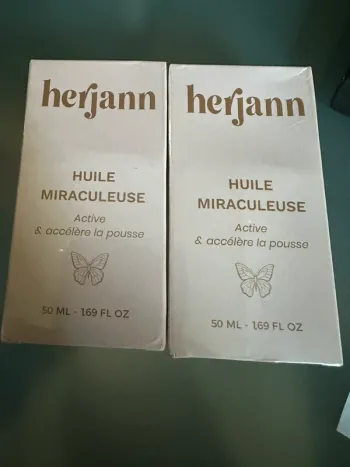 herjann
HUILE
MIRACULEUSE
Active
& accélère la pousse
50 ML - 1.69 FL OZ
herjann
HUILE
MIRACULEUSE
Active
& accélère la pousse
50 ML - 1.69 FL OZ